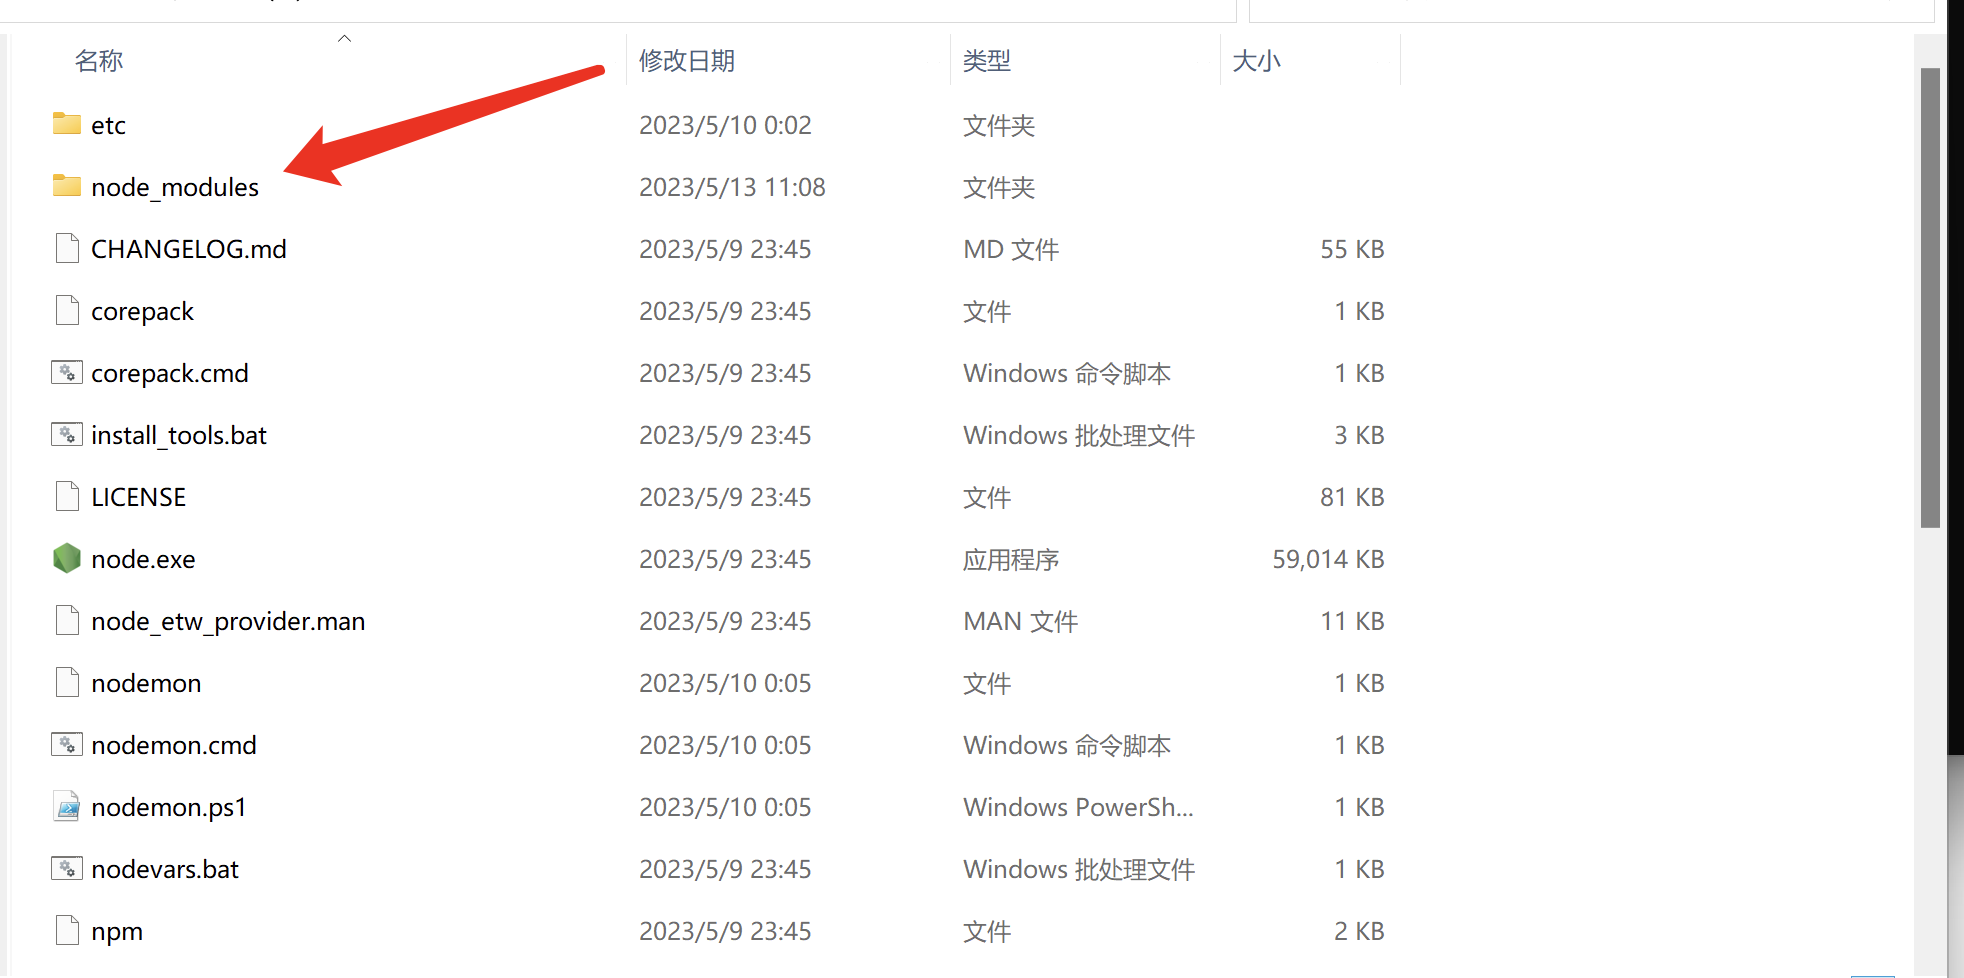 名称 修改日期 类型 大小
etc 2023/5/10 0:02 文件夹
node_modules 2023/5/13 11:08 文件夹
CHANGELOG.md 2023/5/9 23:45 MD 文件 55 KB
corepack 2023/5/9 23:45 文件 1 KB
corepack.cmd 2023/5/9 23:45 Windows 命令脚本 1 KB
install_tools.bat 2023/5/9 23:45 Windows 批处理文件 3 KB
LICENSE 2023/5/9 23:45 文件 81 KB
node.exe 2023/5/9 23:45 应用程序 59,014 KB
node_etw_provider.man 2023/5/9 23:45 MAN 文件 11 KB
nodemon 2023/5/10 0:05 文件 1 KB
nodemon.cmd 2023/5/10 0:05 Windows 命令脚本 1 KB
nodemon.ps1 2023/5/10 0:05 Windows PowerSh... 1 KB
nodevars.bat 2023/5/9 23:45 Windows 批处理文件 1 KB
npm 2023/5/9 23:45 文件 2 KB